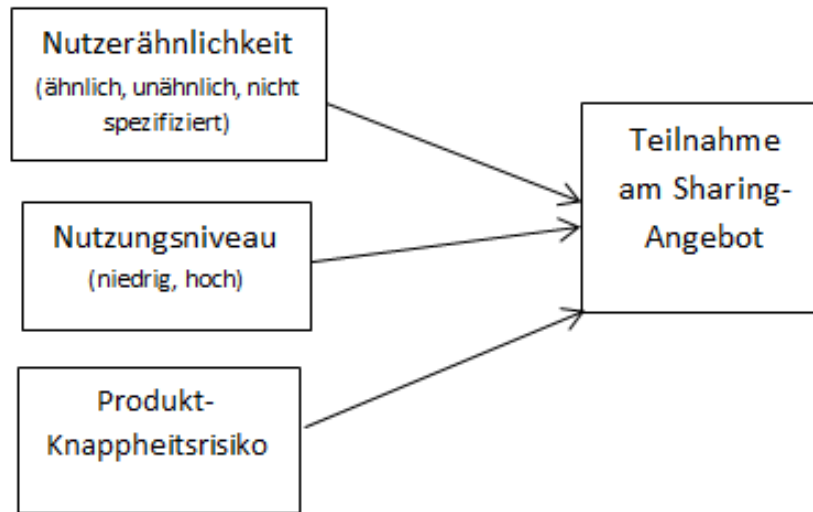 Nutzerähnlichkeit
(ähnlich, unähnlich, nicht
spezifiziert)
Nutzungsniveau
(niedrig, hoch)
Produkt-
Knappheitsrisiko
Teilnahme
am Sharing-
Angebot